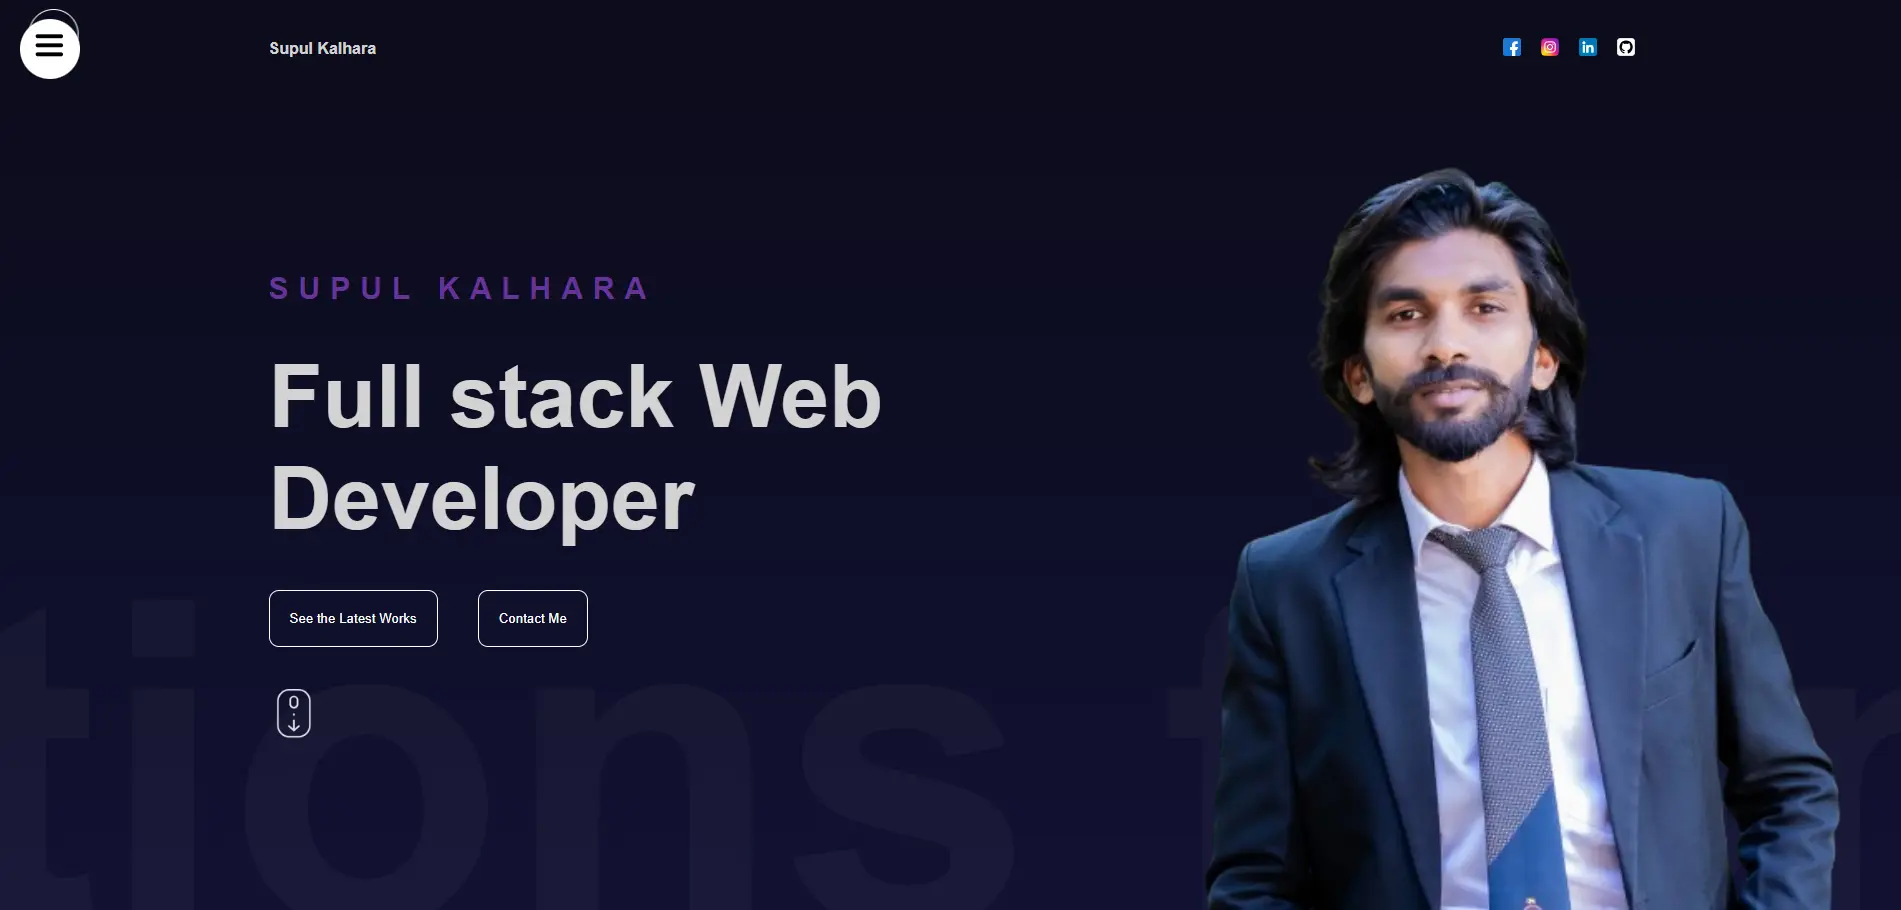 Supul Kalhara
SUPUL KALHARA
Full stack Web
Developer
See the Latest Works
Contact Me
tions